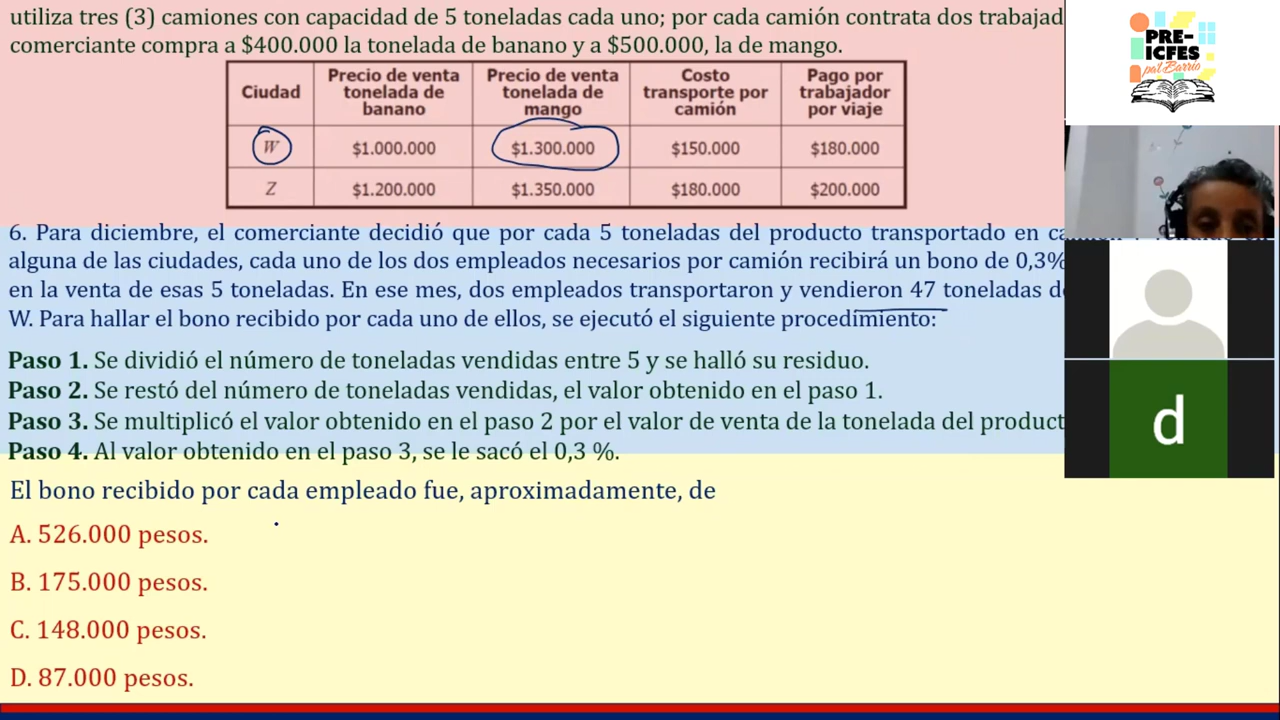 utiliza tres (3) camiones con capacidad de 5 toneladas cada uno; por cada camión contrata dos
comerciante compra a $400.000 la tonelada de banano y a $500.000, la de mango.
Ciudad
Precio de venta tonelada de banano
Precio de venta tonelada de mango
Costo transporte por camión
Pago por trabajador por viaje
W $1.000.000 $1.300.000 $150.000 $180.000
Z $1.200.000 $1.350.000 $180.000 $200.000
6. Para diciembre, el comerciante decidió que por cada 5 toneladas del producto transportado en
alguna de las ciudades, cada uno de los dos empleados necesarios por camión recibirá un bono de 0,3%
en la venta de esas 5 toneladas. En ese mes, dos empleados transportaron y vendieron 47 toneladas
W. Para hallar el bono recibido por cada uno de ellos, se ejecutó el siguiente procedimiento:
Paso 1. Se dividió el número de toneladas vendidas entre 5 y se halló su residuo.
Paso 2. Se restó del número de toneladas vendidas, el valor obtenido en el paso 1.
Paso 3. Se multiplicó el valor obtenido en el paso 2 por el valor de venta de la tonelada del
Paso 4. Al valor obtenido en el paso 3, se le sacó el 0,3 %.
El bono recibido por cada empleado fue, aproximadamente, de
A. 526.000 pesos.
B. 175.000 pesos.
C. 148.000 pesos.
D. 87.000 pesos.
PRE-
ICFES
pal Barrio
d